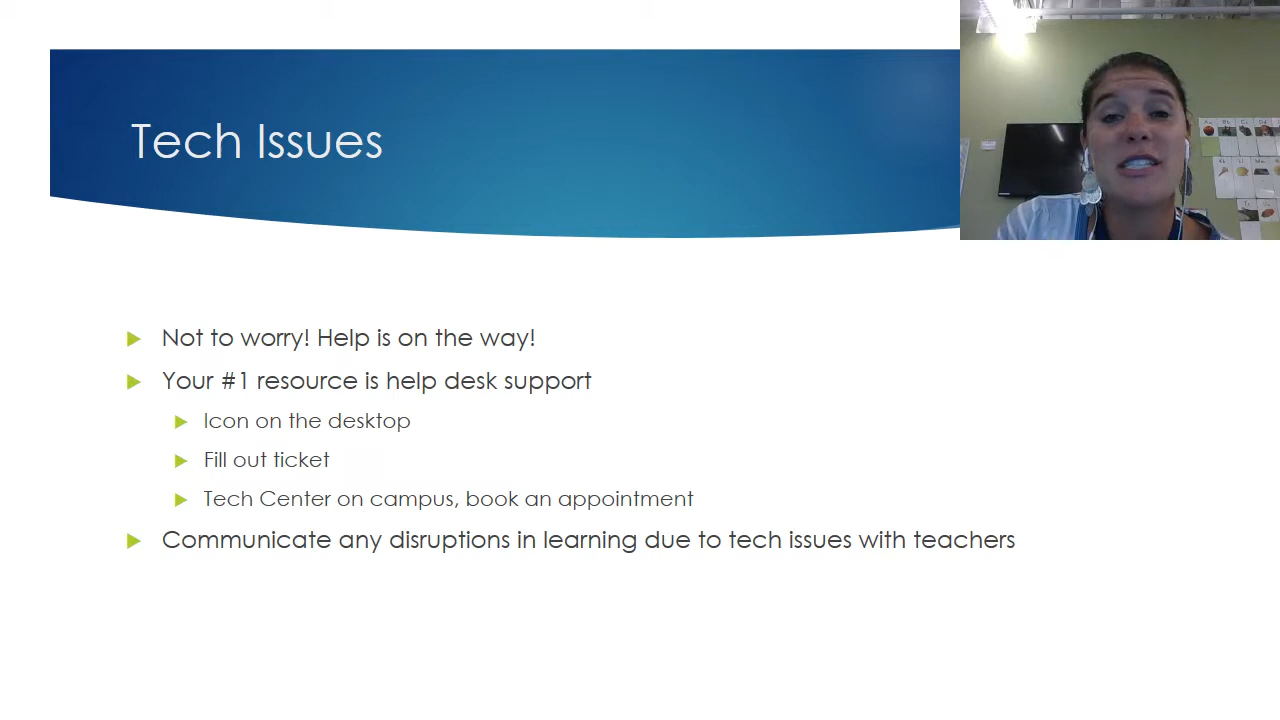 Tech Issues
Not to worry! Help is on the way!
Your #1 resource is help desk support
Icon on the desktop
Fill out ticket
Tech Center on campus, book an appointment
Communicate any disruptions in learning due to tech issues with teachers